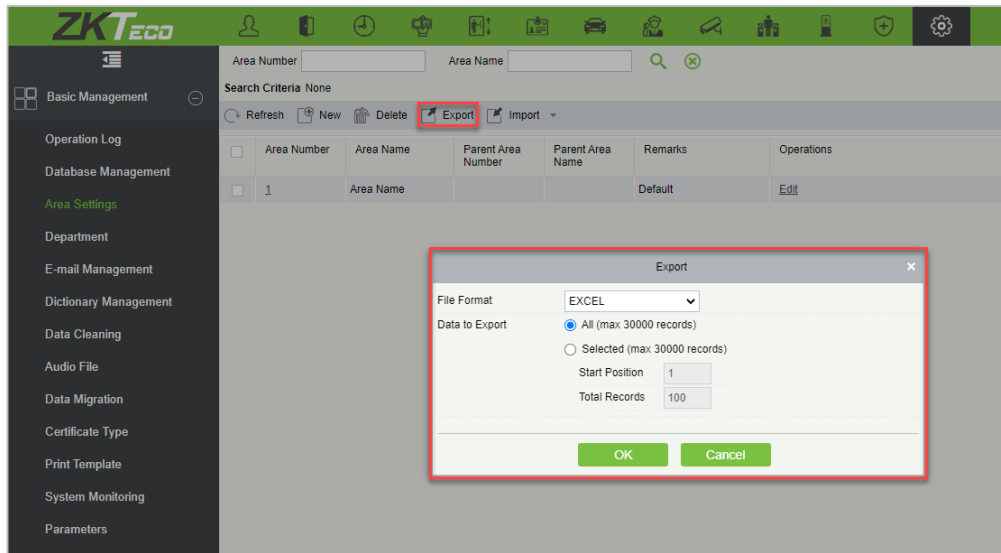 ZKTeco
Area Number
Area Name
Search Criteria None
Basic Management
Refresh New Delete Export Import
Operation Log
Database Management
Area Settings
Department
E-mail Management
Dictionary Management
Data Cleaning
Audio File
Data Migration
Certificate Type
Print Template
System Monitoring
Parameters
Area Number Area Name Parent Area Number Parent Area Name Remarks Operations
1 Area Name Default Edit
Export
File Format EXCEL
Data to Export All (max 30000 records)
Selected (max 30000 records)
Start Position 1
Total Records 100
OK Cancel